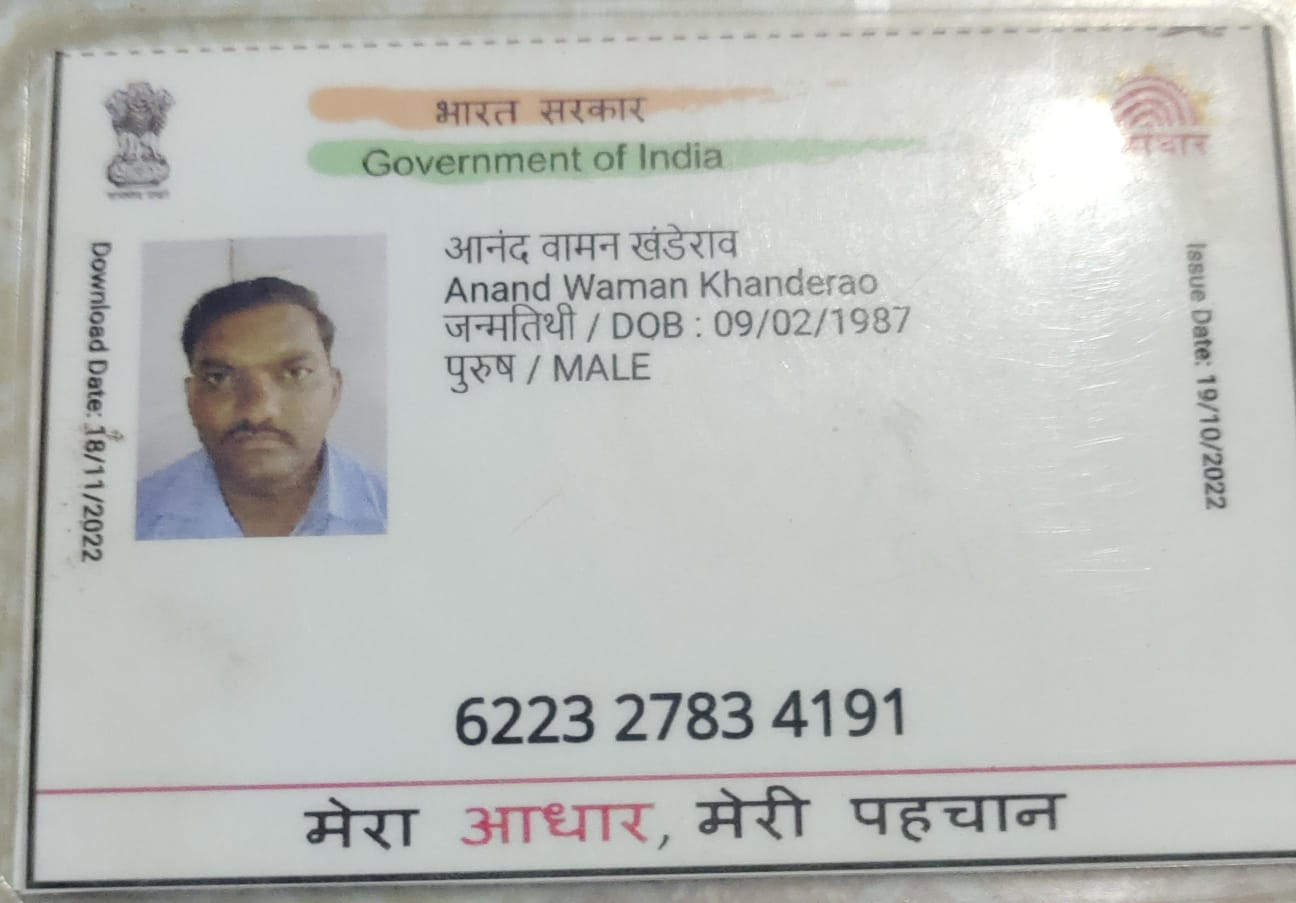 भारत सरकार
Government of India
आनंद वामन खंडेराव
Anand Waman Khanderao
जन्मतिथी / DOB : 09/02/1987
पुरुष / MALE
Download Date: 18/11/2022
Issue Date: 19/10/2022
6223 2783 4191
मेरा आधार, मेरी पहचान